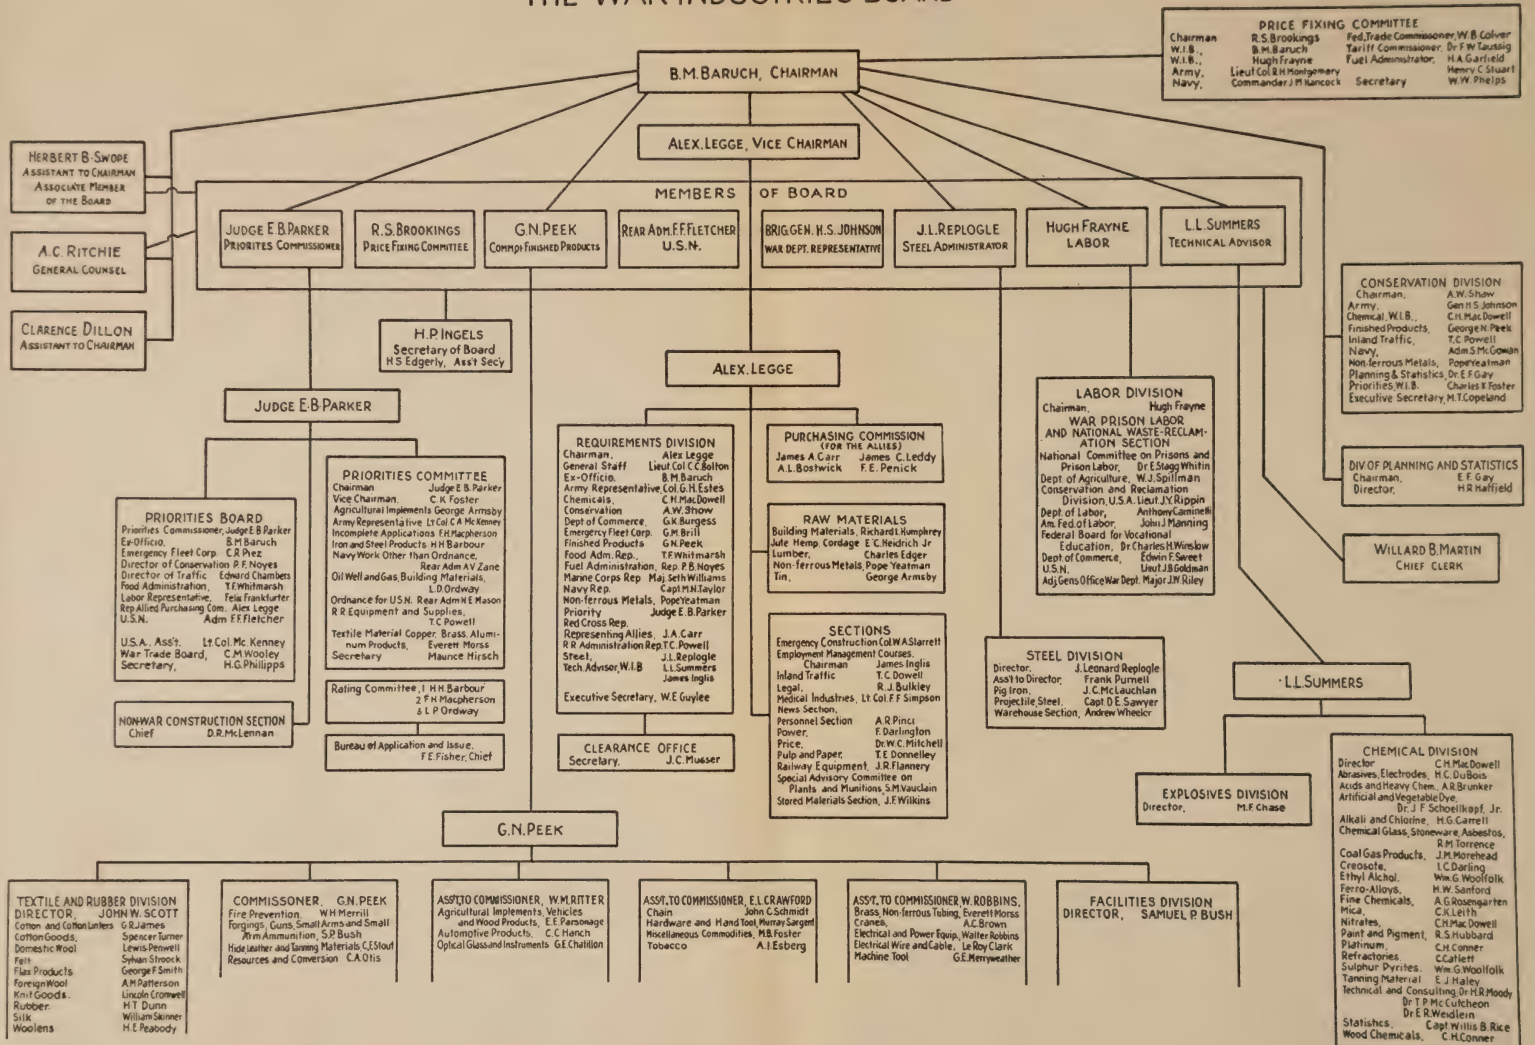 THE WAR INDUSTRIES BOARD
PRICE FIXING COMMITTEE
Chairman R.S.Brookings Fed.Trade Commissioner, W.B Colver
W.I.B., B.M.Baruch Tariff Commissioner, Dr F W Taussig
W.I.B., Hugh Frayne Fuel Administrator, H.A.Garfield
Army, Lieut Col R.H Montgomery Henry C Stuart
Navy, Commander J M Hancock Secretary W.W. Phelps
B.M.BARUCH, CHAIRMAN
ALEX.LEGGE, VICE CHAIRMAN
HERBERT B.SWOPE
ASSISTANT TO CHAIRMAN
ASSOCIATE MEMBER
OF THE BOARD
A.C.RITCHIE
GENERAL COUNSEL
CLARENCE DILLON
ASSISTANT TO CHAIRMAN
MEMBERS OF BOARD
JUDGE E.B.PARKER
PRIORITES COMMISSIONER
R.S.BROOKINGS
PRICE FIXING COMMITTEE
G.N.PEEK
COMM⁠R. FINISHED PRODUCTS
REAR ADM.F.F.FLETCHER
U.S.N.
BRIG.GEN.H.S.JOHNSON
WAR DEPT. REPRESENTATIVE
J.L.REPLOGLE
STEEL ADMINISTRATOR
HUGH FRAYNE
LABOR
L.L.SUMMERS
TECHNICAL ADVISOR
H.P.INGELS
Secretary of Board
H S Edgerly, Ass't Sec'y
CONSERVATION DIVISION
Chairman, A.W.Shaw
Army, Gen H S Johnson
Chemical, W.I.B., C.H.MacDowell
Finished Products, George N.Peek
Inland Traffic, T.C Powell
Navy, Adm.S.McGowan
Non-ferrous Metals, Pope Yeatman
Planning & Statistics, Dr.E.F.Gay
Priorities, W.I.B. Charles K Foster
Executive Secretary, M.T.Copeland
DIV OF PLANNING AND STATISTICS
Chairman, E.F.Gay
Director, H.R Hatfield
WILLARD B.MARTIN
CHIEF CLERK
JUDGE E.B.PARKER
PRIORITIES BOARD
Priorities Commissioner, Judge E B Parker
Ex-Officio, B.M Baruch
Emergency Fleet Corp. C.R Piez
Director of Conservation P.F.Noyes
Director of Traffic Edward Chambers
Food Administration, T.F.Whitmarsh
Labor Representative, Felix Frankfurter
Rep Allied Purchasing Com. Alex Legge
U.S.N. Adm F.F.Fletcher
U.S.A. Ass't. Lt Col.Mc.Kenney
War Trade Board, C.M.Wooley
Secretary, H.G.Phillipps
NON-WAR CONSTRUCTION SECTION
Chief D.R.McLennan
PRIORITIES COMMITTEE
Chairman Judge E B Parker
Vice Chairman. C.K Foster
Agricultural Implements George Armsby
Army Representative Lt Col. C A McKenney
Incomplete Applications F.H.Macpherson
Iron and Steel Products H H Barbour
Navy Work Other than Ordnance,
Rear Adm AV Zane
Oil Well and Gas, Building Materials,
L.D.Ordway
Ordnance for U.S.N. Rear Adm N E Mason
R R Equipment and Supplies,
T.C Powell
Textile Material Copper, Brass, Alumi-
num Products, Everett Morss
Secretary Maurice Hirsch
Rating Committee, 1 H H.Barbour
2 F H Macpherson
3 L P Ordway
Bureau of Application and Issue,
F.E.Fisher, Chief
ALEX.LEGGE
REQUIREMENTS DIVISION
Chairman, Alex Legge
General Staff Lieut.Col C.C.Bolton
Ex-Officio. B.M.Baruch
Army Representative, Col.G.H.Estes
Chemicals, C.H.MacDowell
Conservation A.W.Show
Dept of Commerce, G.K.Burgess
Emergency Fleet Corp. G.M.Brill
Finished Products G N.Peek
Food Adm. Rep., T.F.Whitmarsh
Fuel Administration, Rep. P.B.Noyes
Marine Corps Rep Maj. Seth Williams
Navy Rep. Capt M.N.Taylor
Non-ferrous Metals, Pope Yeatman
Priority Judge E.B.Parker
Red Cross Rep.
Representing Allies, J.A.Carr
R R Administration Rep. T.C.Powell
Steel, J.L.Replogle
Tech Advisor, W.I.B L.L.Summers
James Inglis
Executive Secretary, W.E Guylee
CLEARANCE OFFICE
Secretary. J.C.Musser
PURCHASING COMMISSION
(FOR THE ALLIES)
James A.Carr James C.Leddy
A.L.Bostwick F.E.Penick
RAW MATERIALS
Building Materials, Richard L Humphrey
Jute Hemp, Cordage E'C.Heidrich Jr
Lumber, Charles Edger
Non-ferrous Metals, Pope Yeatman
Tin, George Armsby
SECTIONS
Emergency Construction Col.W.A Starrett
Employment Management Courses,
Chairman James Inglis
Inland Traffic T.C.Dowell
Legal, R.J.Bulkley
Medical Industries, Lt Col.F F Simpson
News Section,
Personnel Section A.R.Pinci
Power, F.Darlington
Price, Dr.W.C.Mitchell
Pulp and Paper, T.E Donnelley
Railway Equipment, J.R.Flannery
Special Advisory Committee on
Plants and Munitions, S.M.Vauclain
Stored Materials Section, J.F.Wilkins
LABOR DIVISION
Chairman, Hugh Frayne
WAR PRISON LABOR
AND NATIONAL WASTE-RECLAM-
ATION SECTION
National Committee on Prisons and
Prison Labor, Dr.E.Stagg Whitin
Dept. of Agriculture, W.J.Spillman
Conservation and Reclamation
Division U.S.A. Lieut.J.Y.Rippin
Dept. of Labor, Anthony Caminelli
Am. Fed. of Labor, John J Manning
Federal Board for Vocational
Education, Dr.Charles H.Winslow
Dept of Commerce, Edwin F.Sweet
U.S.N. Lieut J.B Goldman
Adj Gens Office War Dept. Major J.W.Riley
STEEL DIVISION
Director. J.Leonard Replogle
Ass't to Director, Frank Purnell
Pig Iron, J.C.McLauchlan
Projectile Steel. Capt. D E.Sawyer
Warehouse Section, Andrew Wheeler
L.L.SUMMERS
EXPLOSIVES DIVISION
Director, M.F.Chase
CHEMICAL DIVISION
Director C.H.MacDowell
Abrasives, Electrodes, H.C.DuBois
Acids and Heavy Chem., A.R.Brunker
Artificial and Vegetable Dye,
Dr. J F Schoellkopf, Jr.
Alkali and Chlorine, H.G.Carrell
Chemical Glass, Stoneware, Asbestos,
R.M Torrence
Coal Gas Products, J.M.Morehead
Creosote, I.C.Darling
Ethyl Alchol. Wm.G.Woolfolk
Ferro-Alloys, H.W.Sanford
Fine Chemicals, A.G.Rosengarten
Mica, C.K.Leith
Nitrates, C.H.MacDowell
Paint and Pigment, R.S.Hubbard
Platinum, C.H.Conner
Refractories. C.Catlett
Sulphur Pyrites. Wm.G.Woolfolk
Tanning Material E.J.Haley
Technical and Consulting, Dr H.R.Moody
Dr T P McCutcheon
Dr E R.Weidlein
Statistics, Capt.Willis B.Rice
Wood Chemicals, C.H.Conner
G.N.PEEK
TEXTILE AND RUBBER DIVISION
DIRECTOR, JOHN W.SCOTT
Cotton and Cotton Linters G R James
Cotton Goods, Spencer Turner
Domestic Wool Lewis Penwell
Felt Sylvan Stroock
Flax Products George F Smith
Foreign Wool A M Patterson
Knit Goods. Lincoln Cromwell
Rubber. H T Dunn
Silk William Skinner
Woolens H.E Peabody
COMMISSONER, G.N.PEEK
Fire Prevention. W H Merrill
Forgings, Guns, Small Arms and Small
Arm Ammunition, S.P.Bush
Hide Leather and Tanning Materials C.F.Stout
Resources and Conversion C.A.Otis
ASS'T.TO COMMISSIONER, W.M.RITTER
Agricultural Implements, Vehicles
and Wood Products, E.E.Parsonage
Automotive Products, C.C Hanch
Optical Glass and Instruments G.E.Chatillon
ASS'T.TO COMMISSIONER, E.L.CRAWFORD
Chain John C.Schmidt
Hardware and Hand Tool, Murray Sargent
Miscellaneous Commodities, M.B.Foster
Tobacco A.I.Esberg
ASS'T.TO COMMISSIONER W.ROBBINS.
Brass, Non-ferrous Tubing, Everett Morss
Cranes, A.C.Brown
Electrical and Power Equip, Walter Robbins
Electrical Wire and Cable, Le Roy Clark
Machine Tool G.E.Merryweather
FACILITIES DIVISION
DIRECTOR, SAMUEL P.BUSH